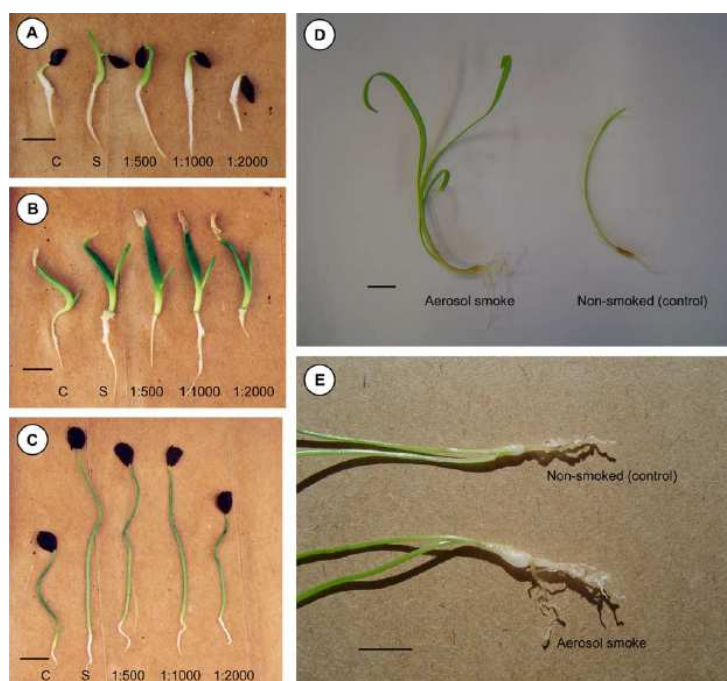 A
C S 1:500 1:1000 1:2000
B
C S 1:500 1:1000 1:2000
C
C S 1:500 1:1000 1:2000
D
Aerosol smoke Non-smoked (control)
E
Non-smoked (control)
Aerosol smoke